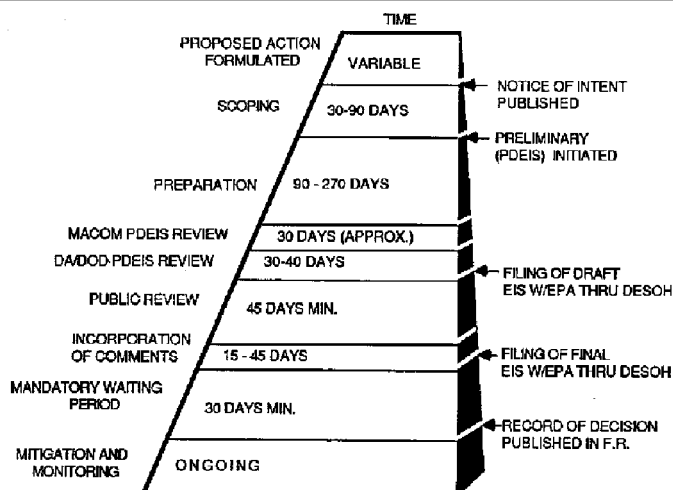 TIME
PROPOSED ACTION
FORMULATED
VARIABLE
NOTICE OF INTENT
PUBLISHED
SCOPING
30-90 DAYS
PRELIMINARY
(PDEIS) INITIATED
PREPARATION
90 - 270 DAYS
MACOM PDEIS REVIEW
30 DAYS (APPROX.)
DA/DOD PDEIS REVIEW
30-40 DAYS
FILING OF DRAFT
EIS W/EPA THRU DESOH
PUBLIC REVIEW
45 DAYS MIN.
INCORPORATION
OF COMMENTS
15 - 45 DAYS
FILING OF FINAL
EIS W/EPA THRU DESOH
MANDATORY WAITING
PERIOD
30 DAYS MIN.
RECORD OF DECISION
PUBLISHED IN F.R.
MITIGATION AND
MONITORING
ONGOING